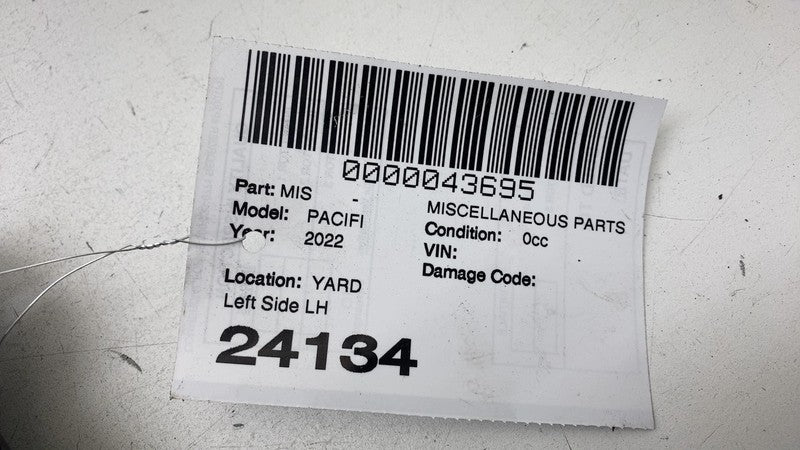 0000043695
Part: MIS -
MISCELLANEOUS PARTS
Model: PACIFI
Condition: 0cc
Year: 2022
VIN:
Damage Code:
Location: YARD
Left Side LH
24134